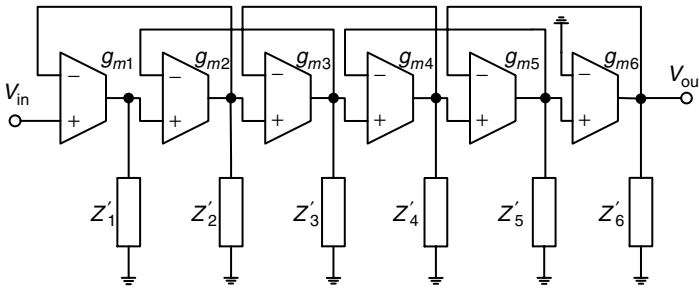 g_m1 g_m2 g_m3 g_m4 g_m5 g_m6
V_in
V_ou
− − − − − −
+ + + + + +
Z′_1 Z′_2 Z′_3 Z′_4 Z′_5 Z′_6